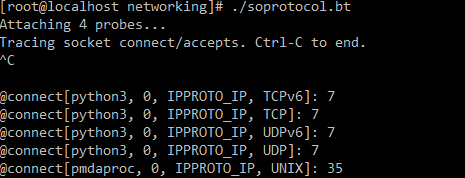 [root@localhost networking]# ./soprotocol.bt
Attaching 4 probes...
Tracing socket connect/accepts. Ctrl-C to end.
^C
@connect[python3, 0, IPPROTO_IP, TCPv6]: 7
@connect[python3, 0, IPPROTO_IP, TCP]: 7
@connect[python3, 0, IPPROTO_IP, UDPv6]: 7
@connect[python3, 0, IPPROTO_IP, UDP]: 7
@connect[pmdaproc, 0, IPPROTO_IP, UNIX]: 35